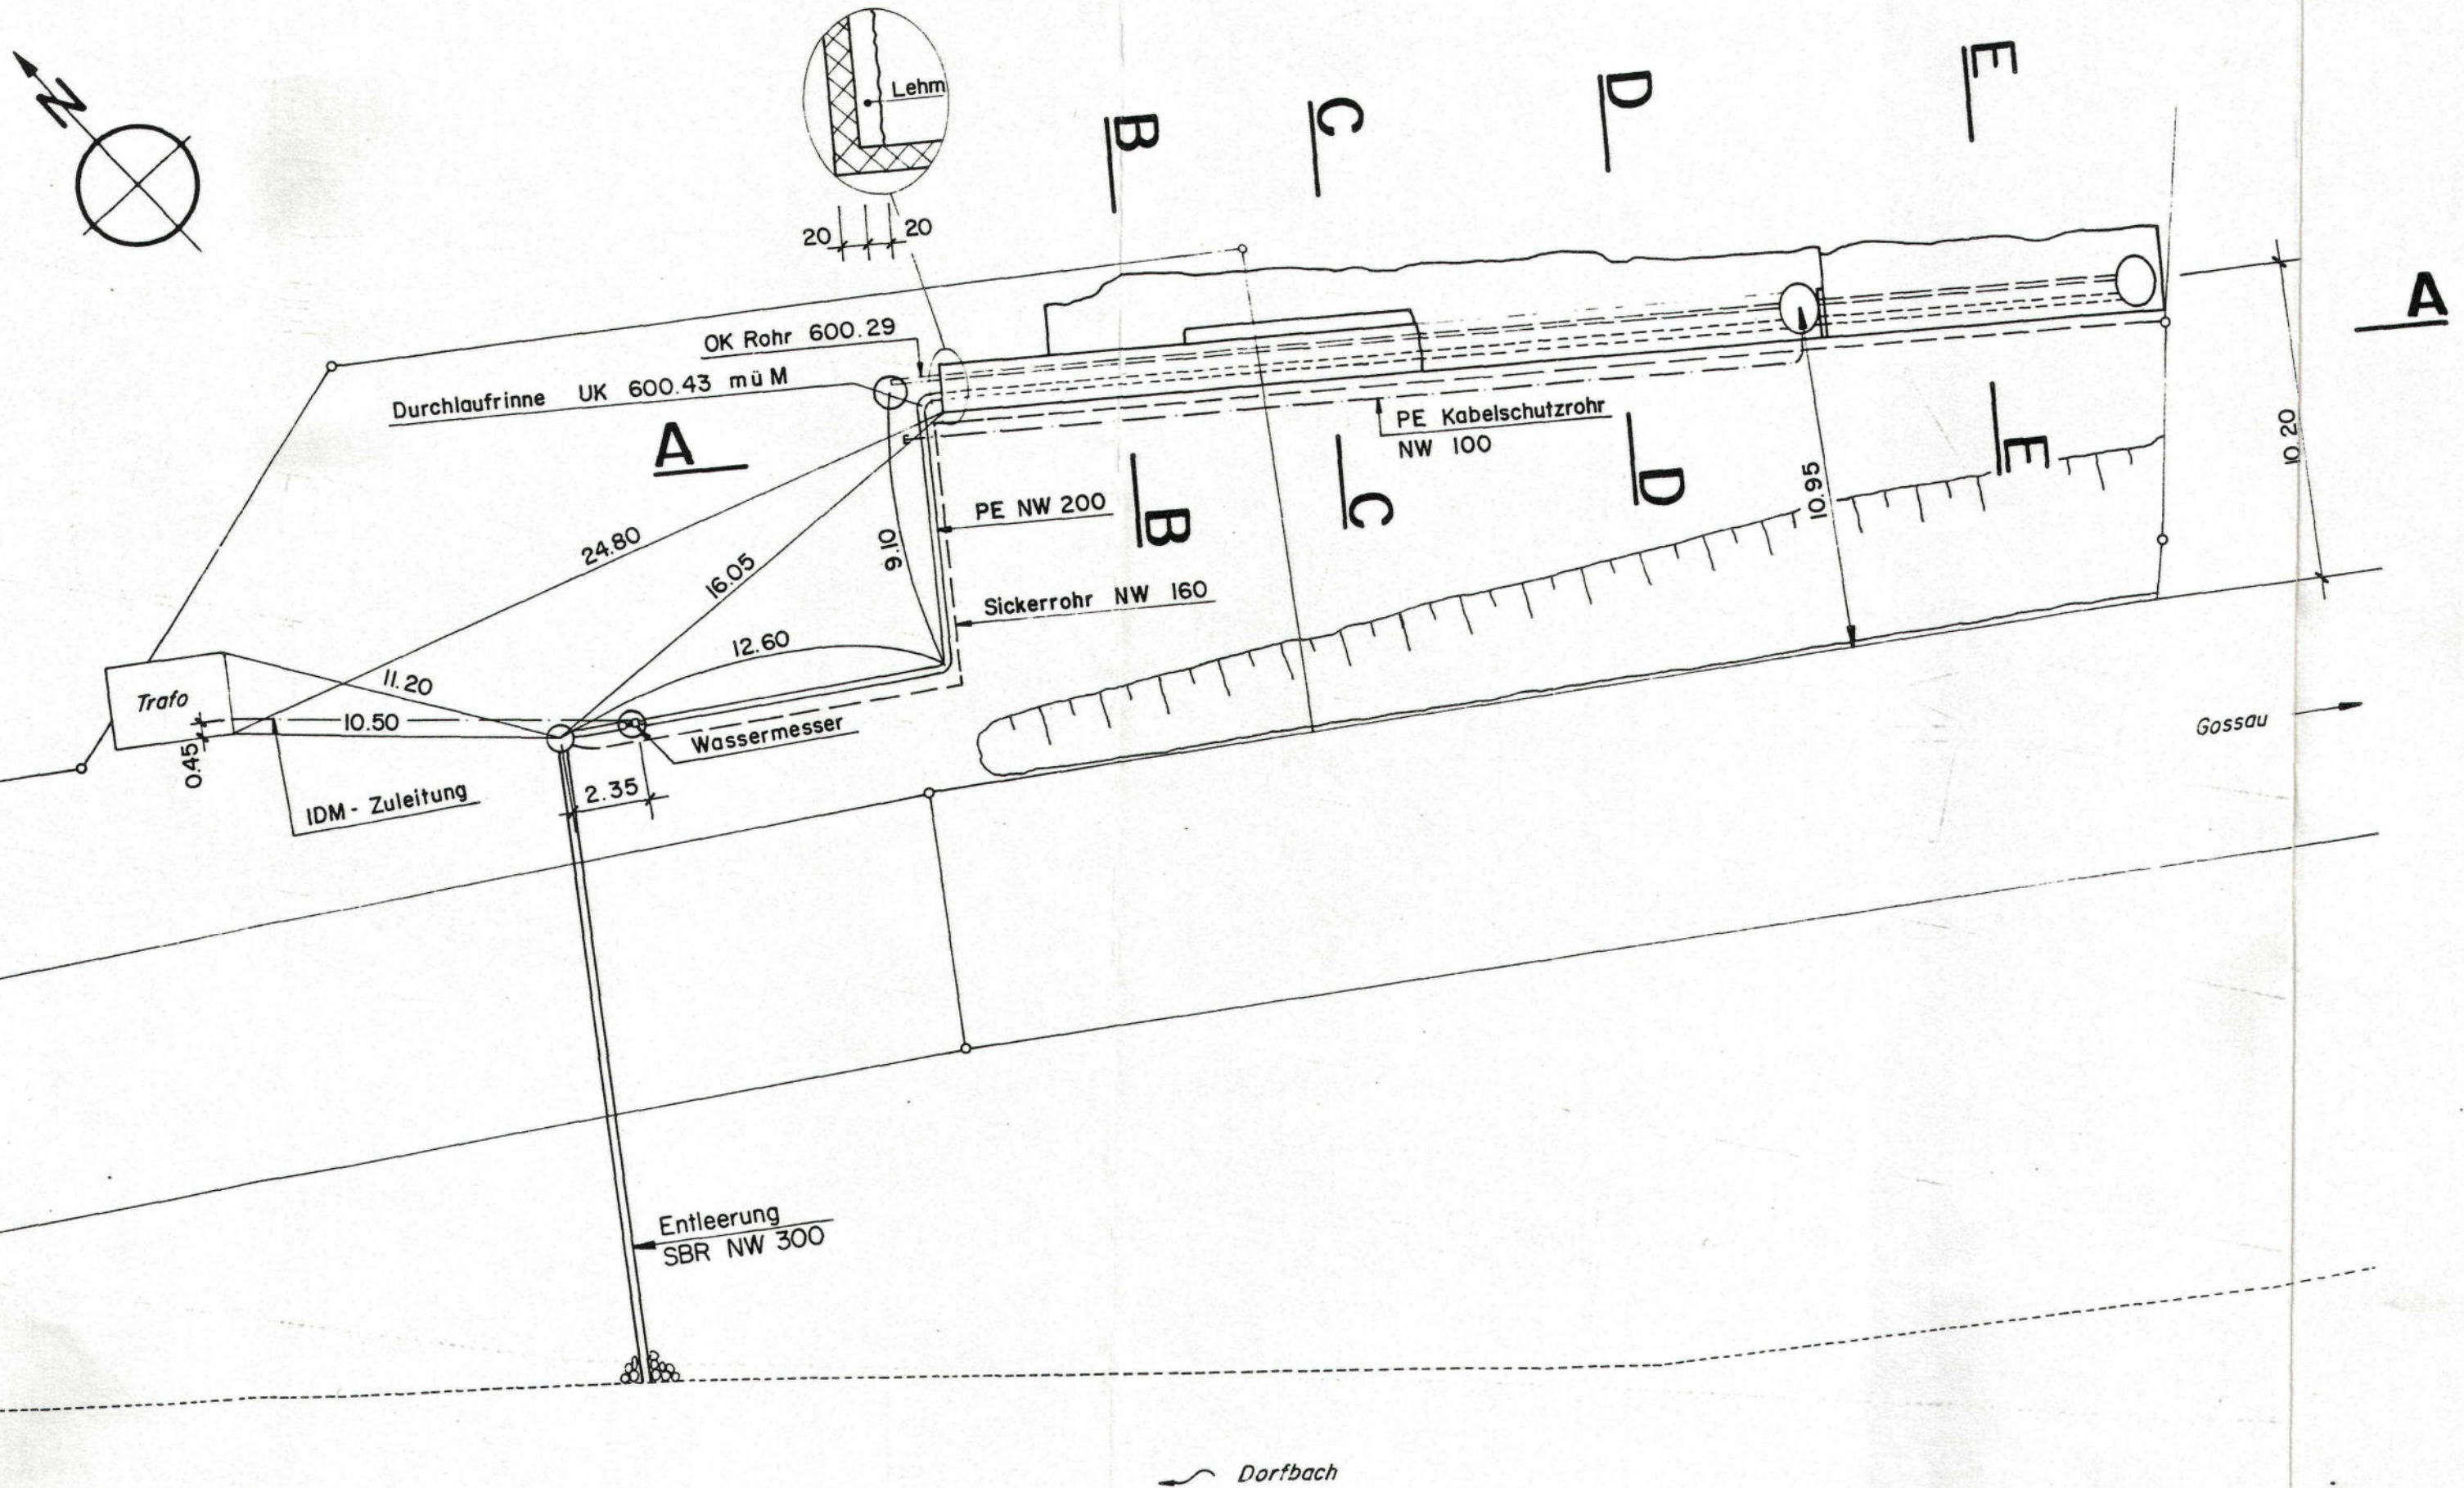 N
Lehm
20
20
B
C
D
E
A
OK Rohr 600.29
Durchlaufrinne UK 600.43 mü M
A
PE Kabelschutzrohr
NW 100
PE NW 200
B
C
D
E
10.95
10.20
24.80
16.05
9.10
Sickerrohr NW 160
12.60
11.20
Trafo
10.50
0.45
Wassermesser
2.35
IDM - Zuleitung
Gossau
Entleerung
SBR NW 300
Dorfbach